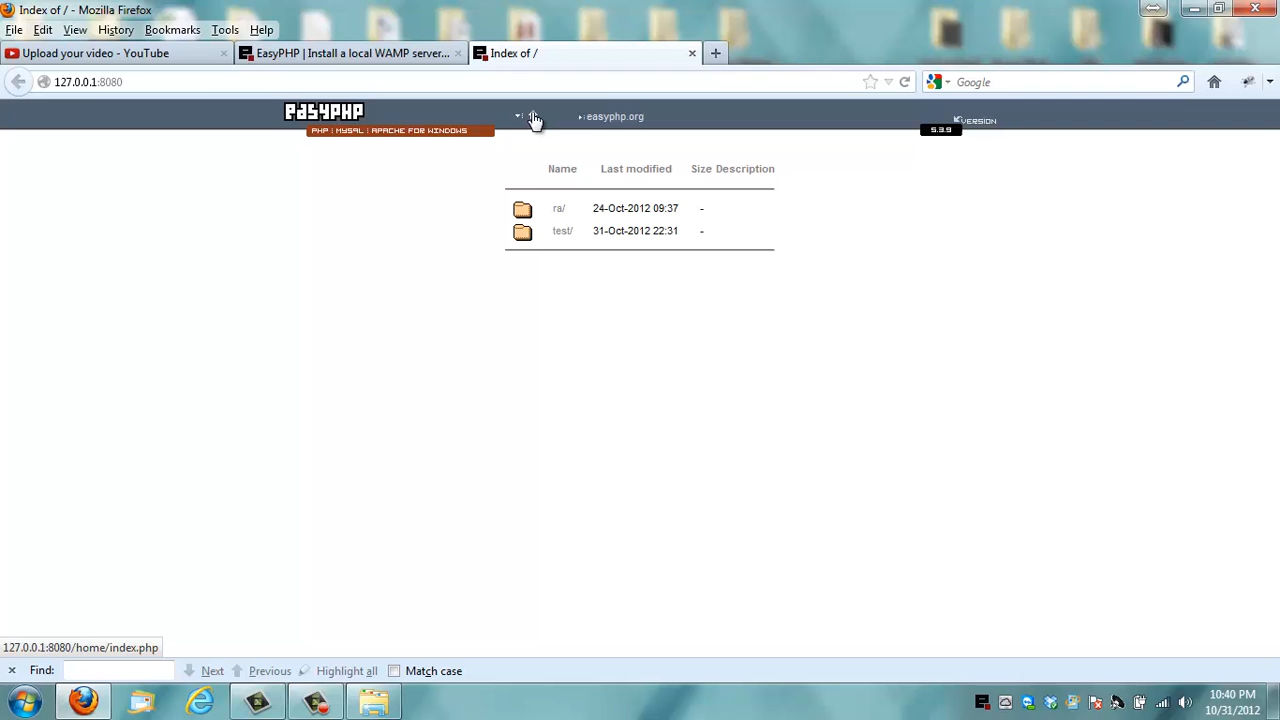 Index of / - Mozilla Firefox
File Edit View History Bookmarks Tools Help
Upload your video - YouTube × EasyPHP | Install a local WAMP server... × Index of / × +
127.0.0.1:8080 Google
easyphp easyphp.org VERSION
PHP | MYSQL | APACHE FOR WINDOWS 5.3.9
Name Last modified Size Description
ra/ 24-Oct-2012 09:37 -
test/ 31-Oct-2012 22:31 -
127.0.0.1:8080/home/index.php
× Find: Next Previous Highlight all Match case
10:40 PM
10/31/2012